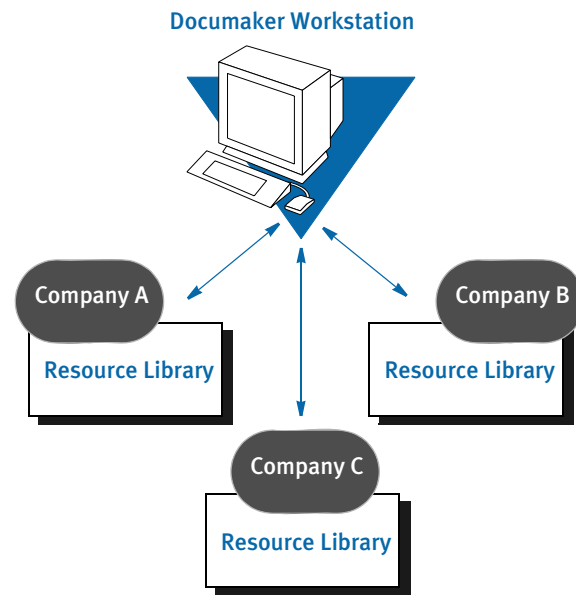 Documaker Workstation
Company A
Resource Library
Company B
Resource Library
Company C
Resource Library